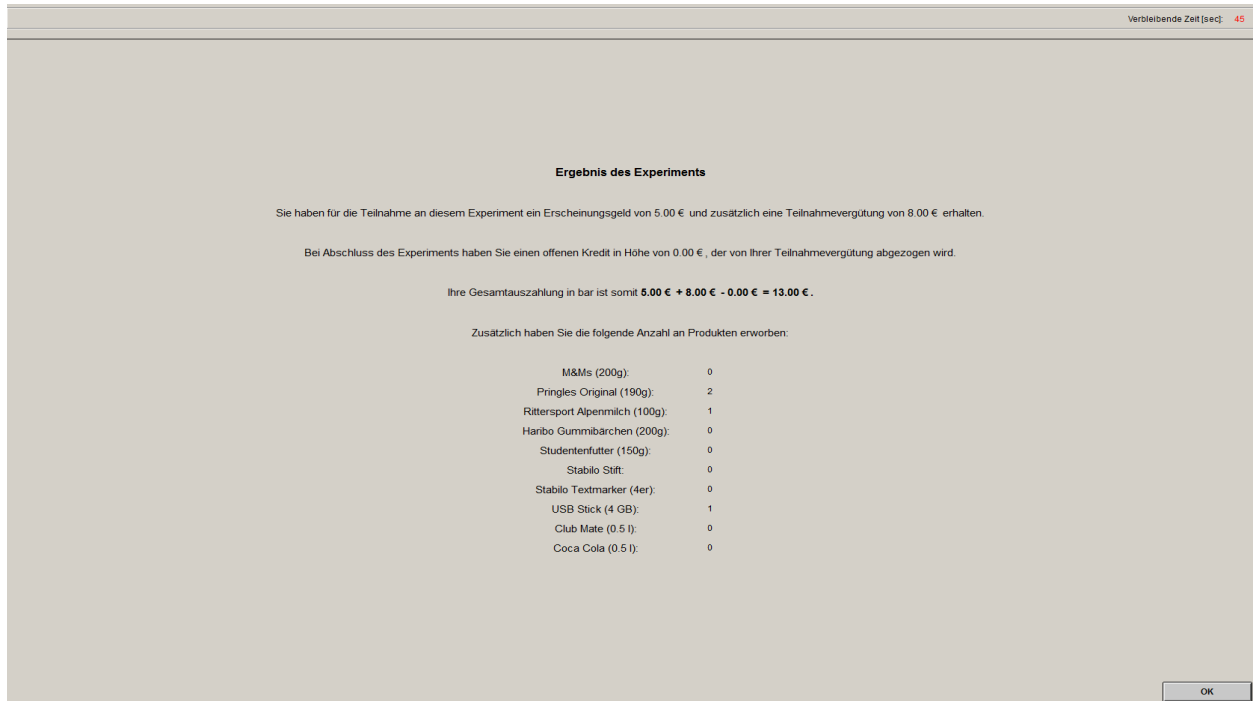 Verbleibende Zeit [sec]: 45
Ergebnis des Experiments
Sie haben für die Teilnahme an diesem Experiment ein Erscheinungsgeld von 5.00 € und zusätzlich eine Teilnahmevergütung von 8.00 € erhalten.
Bei Abschluss des Experiments haben Sie einen offenen Kredit in Höhe von 0.00 € , der von Ihrer Teilnahmevergütung abgezogen wird.
Ihre Gesamtauszahlung in bar ist somit 5.00 € + 8.00 € - 0.00 € = 13.00 € .
Zusätzlich haben Sie die folgende Anzahl an Produkten erworben:
M&Ms (200g): 0
Pringles Original (190g): 2
Rittersport Alpenmilch (100g): 1
Haribo Gummibärchen (200g): 0
Studentenfutter (150g): 0
Stabilo Stift: 0
Stabilo Textmarker (4er): 0
USB Stick (4 GB): 1
Club Mate (0.5 l): 0
Coca Cola (0.5 l): 0
OK